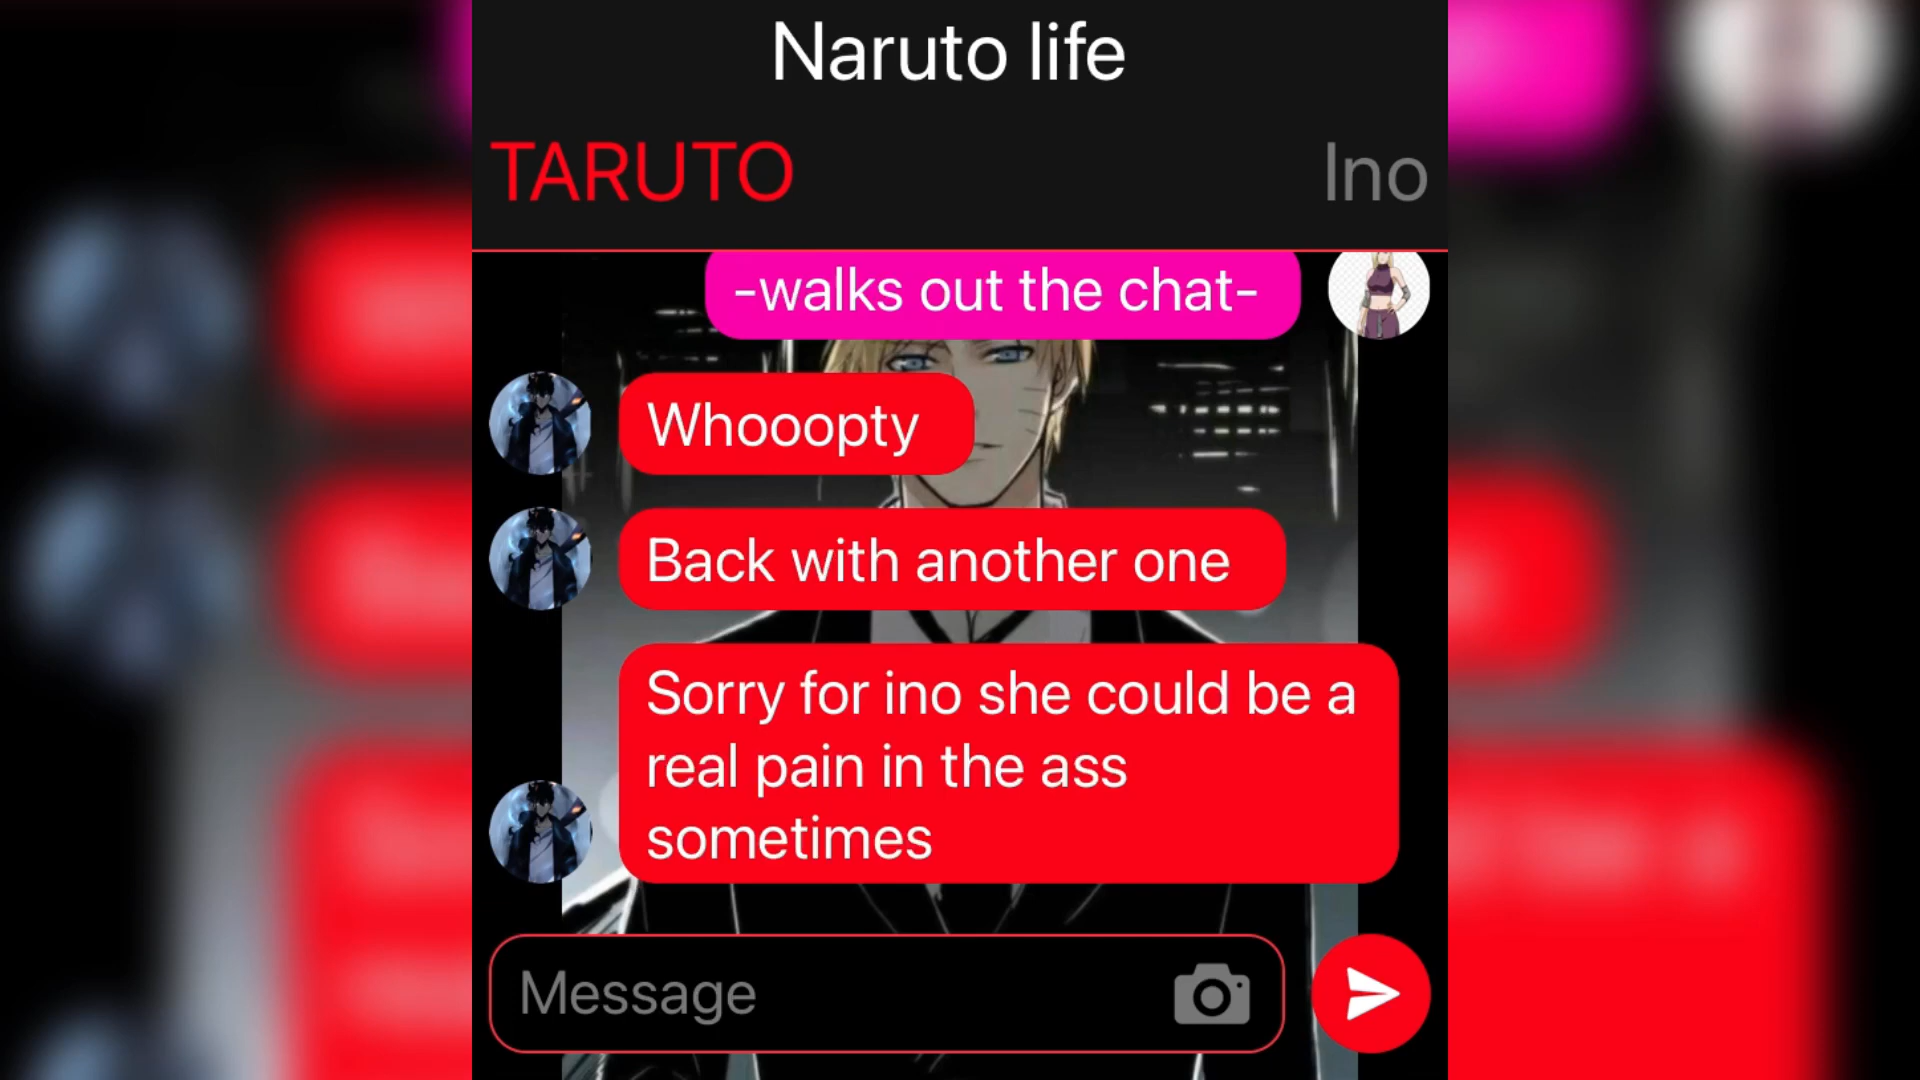 Naruto life
TARUTO
Ino
-walks out the chat-
Whooopty
Back with another one
Sorry for ino she could be a
real pain in the ass
sometimes
Message